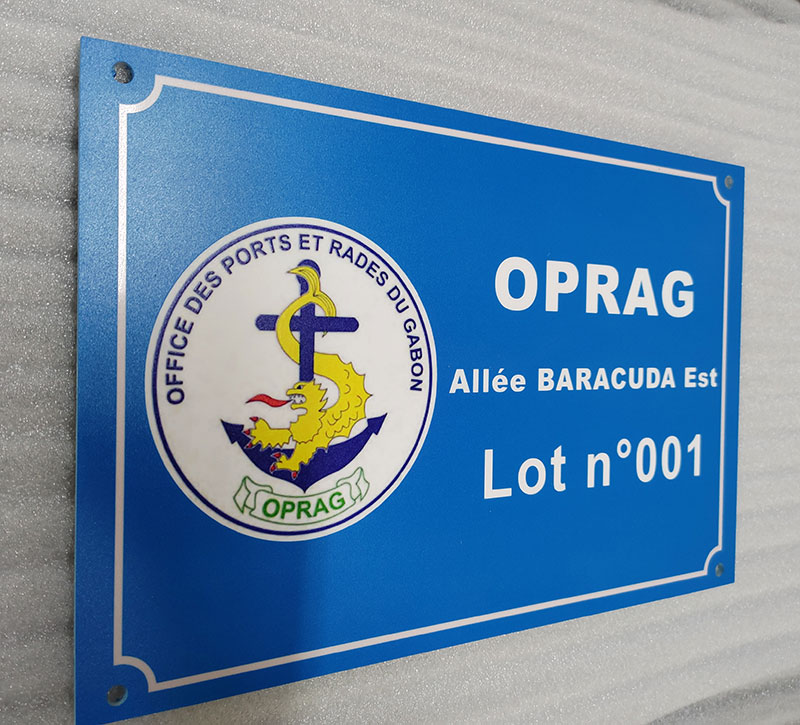 OFFICE DES PORTS ET RADES DU GABON
OPRAG
OPRAG
Allée BARACUDA Est
Lot n°001